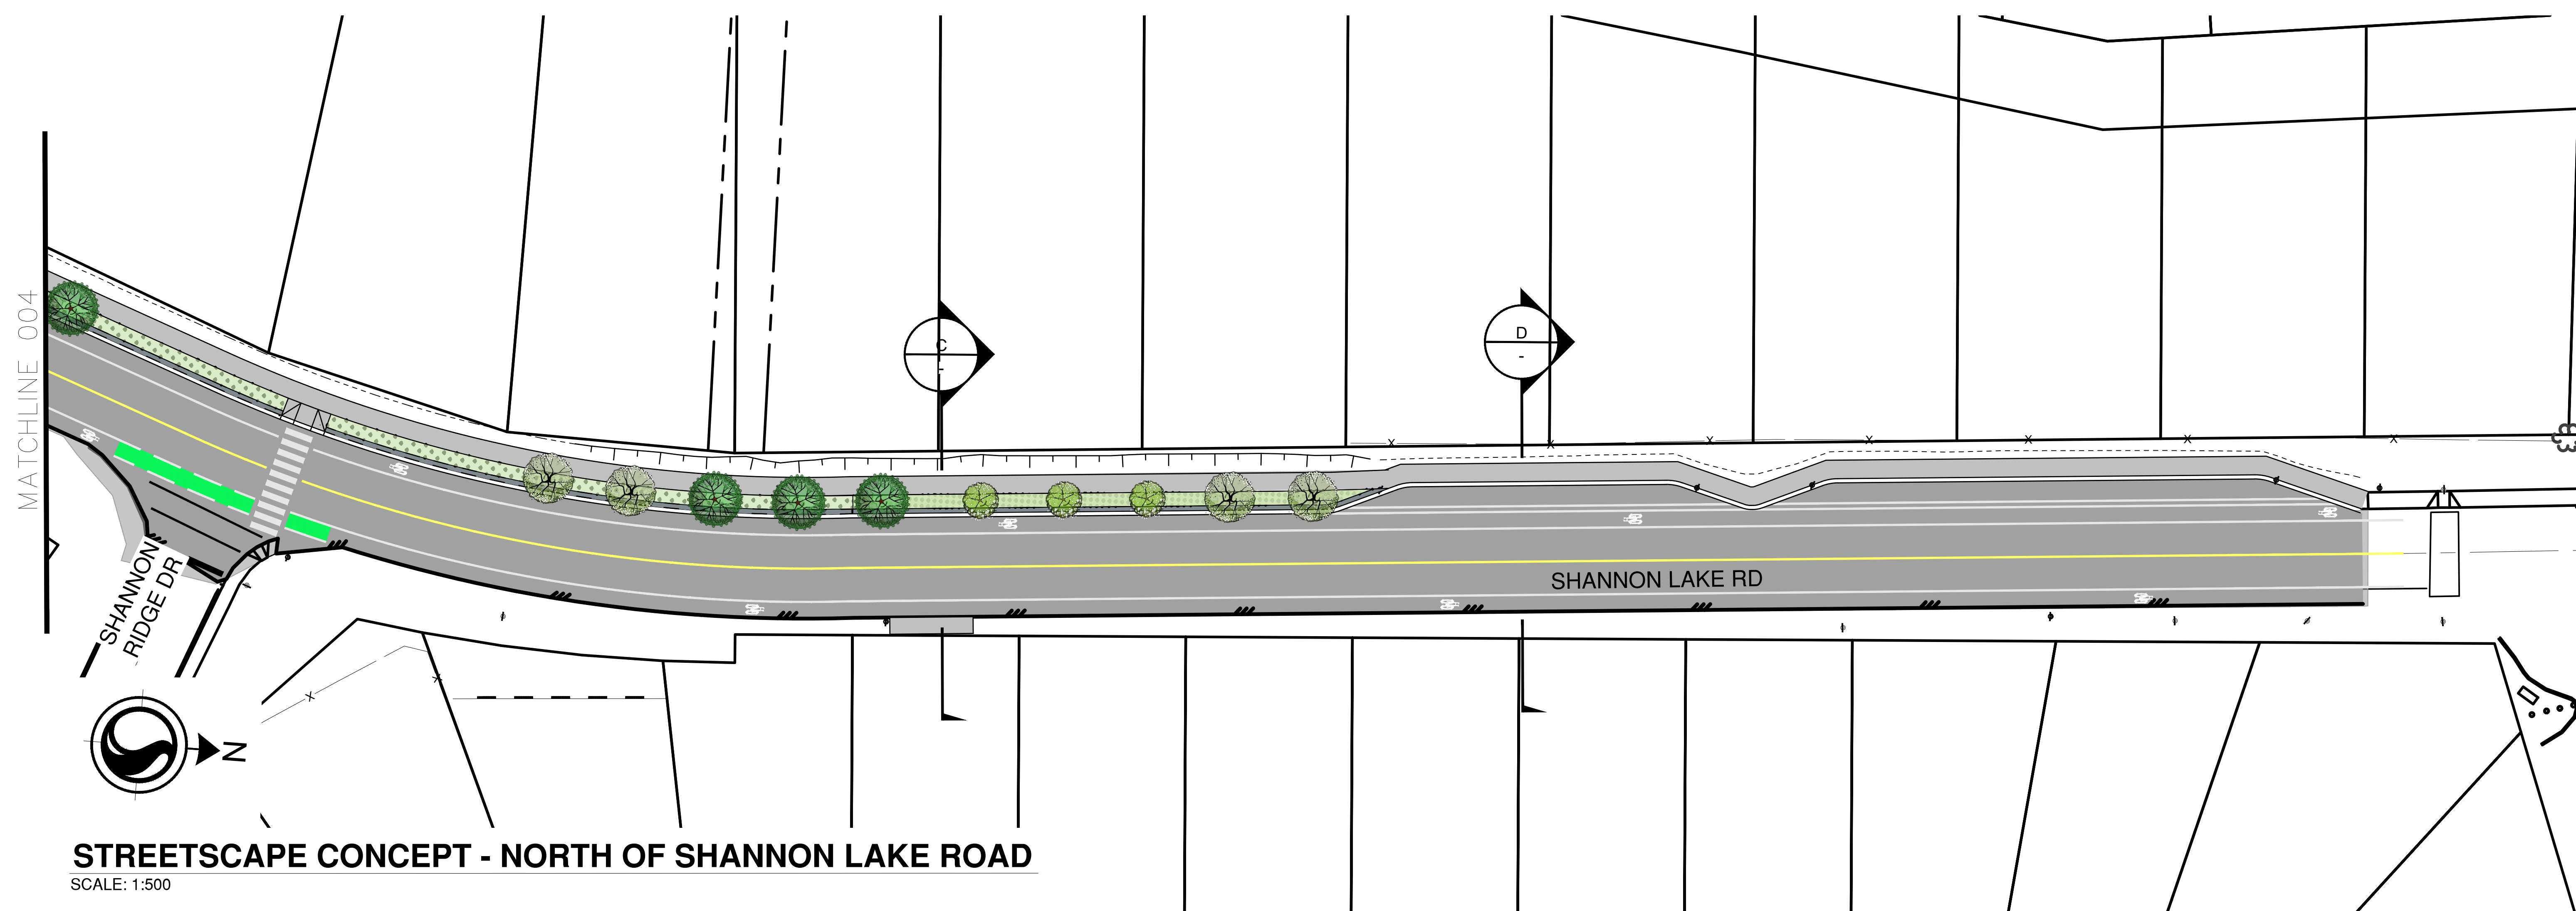 MATCHLINE 004
C
-
D
-
SHANNON LAKE RD
SHANNON
RIDGE DR
N
STREETSCAPE CONCEPT - NORTH OF SHANNON LAKE ROAD
SCALE: 1:500